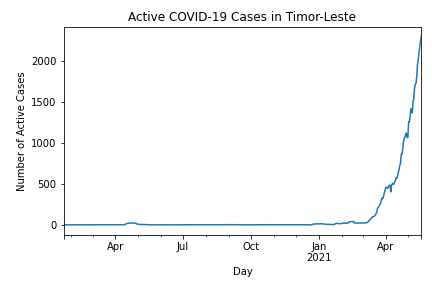 Active COVID-19 Cases in Timor-Leste
Number of Active Cases
2000
1500
1000
500
0
Apr
Jul
Oct
Jan
2021
Apr
Day